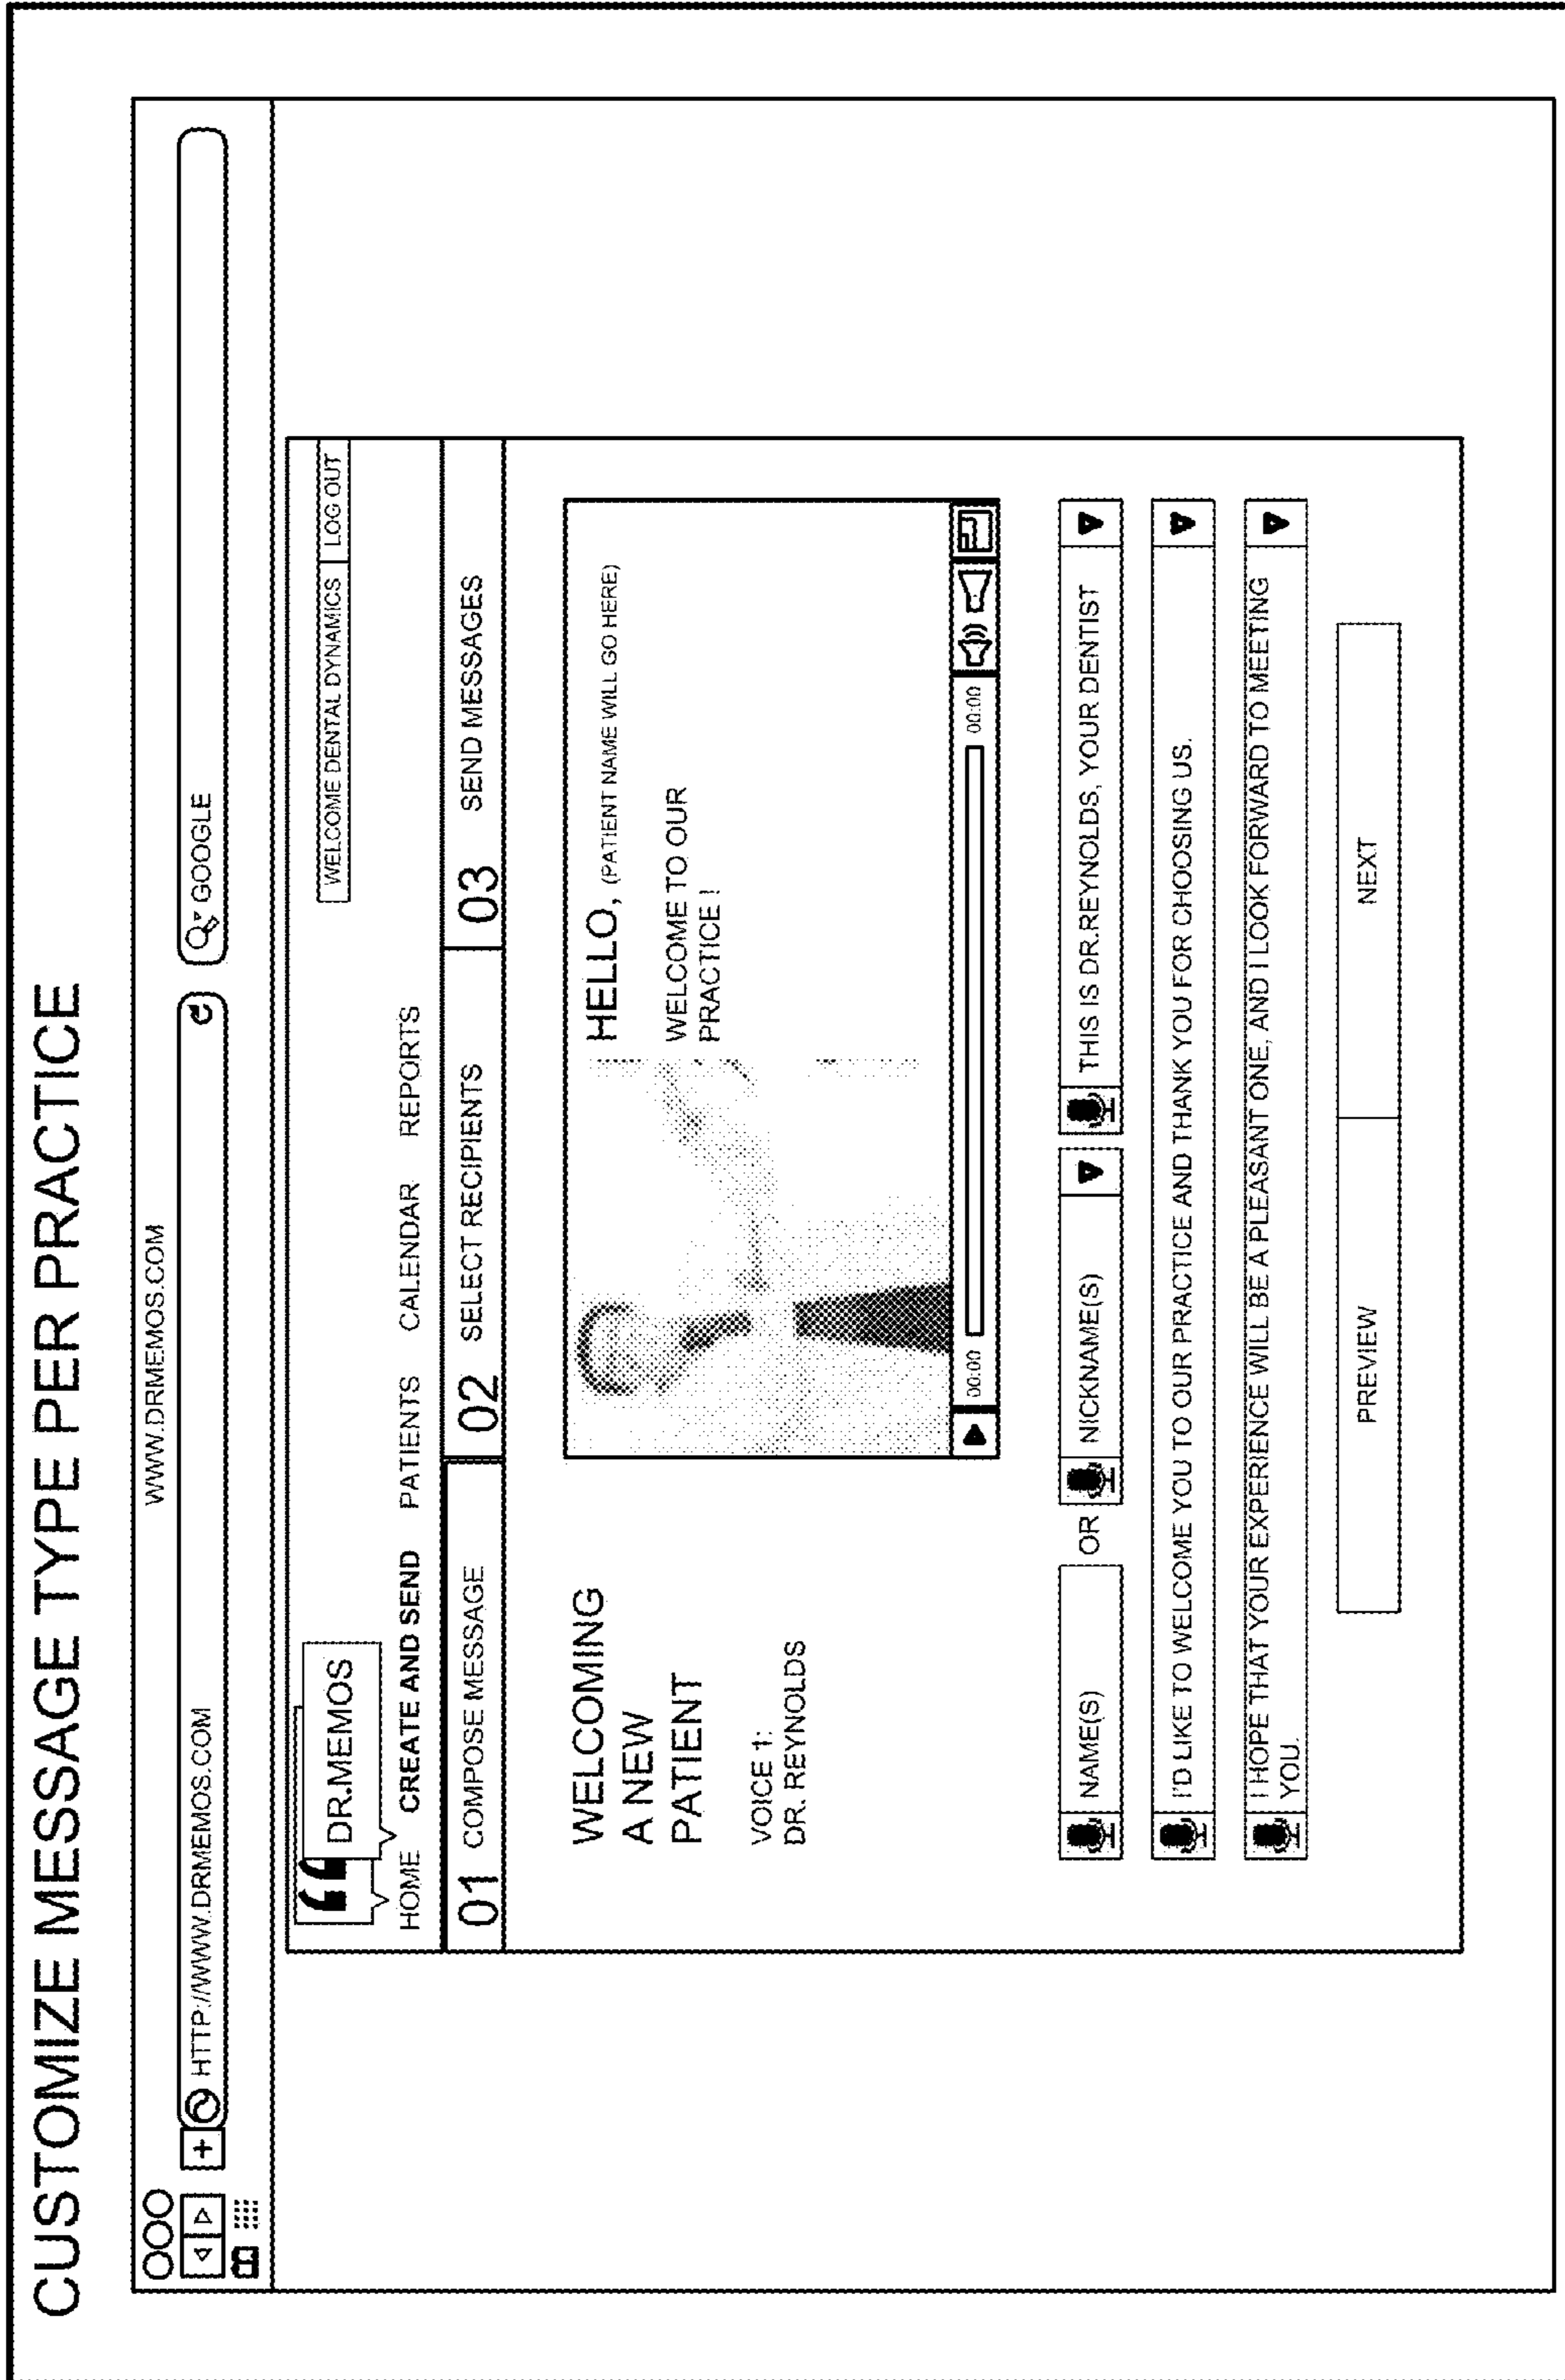 CUSTOMIZE MESSAGE TYPE PER PRACTICE
WWW.DRMEMOS.COM
HTTP://WWW.DRMEMOS.COM
GOOGLE
DR.MEMOS
WELCOME DENTAL DYNAMICS LOG OUT
HOME CREATE AND SEND PATIENTS CALENDAR REPORTS
01 COMPOSE MESSAGE 02 SELECT RECIPIENTS 03 SEND MESSAGES
WELCOMING
A NEW
PATIENT
VOICE 1:
DR. REYNOLDS
HELLO, (PATIENT NAME WILL GO HERE)
WELCOME TO OUR
PRACTICE !
00:00 00:00
NAME(S) OR NICKNAME(S) THIS IS DR.REYNOLDS, YOUR DENTIST
I'D LIKE TO WELCOME YOU TO OUR PRACTICE AND THANK YOU FOR CHOOSING US.
I HOPE THAT YOUR EXPERIENCE WILL BE A PLEASANT ONE, AND I LOOK FORWARD TO MEETING
YOU.
PREVIEW NEXT